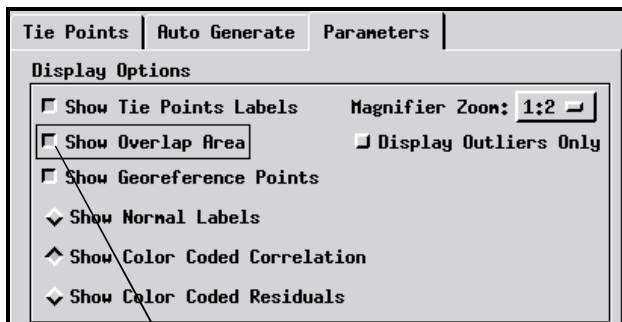 Tie Points Auto Generate Parameters
Display Options
Show Tie Points Labels Magnifier Zoom: 1:2
Show Overlap Area Display Outliers Only
Show Georeference Points
Show Normal Labels
Show Color Coded Correlation
Show Color Coded Residuals